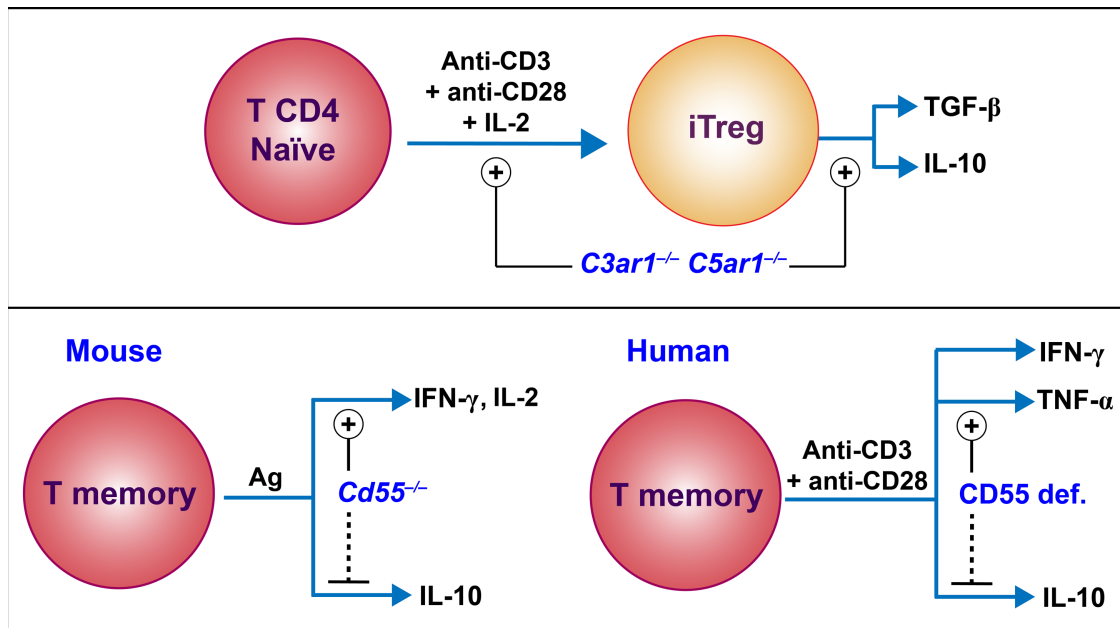 Anti-CD3
+ anti-CD28
+ IL-2
T CD4
Naïve
iTreg
TGF-β
IL-10
+
+
C3ar1–/– C5ar1–/–
Mouse
Human
IFN-γ, IL-2
+
T memory
Ag
Cd55–/–
IL-10
IFN-γ
TNF-α
+
Anti-CD3
+ anti-CD28
T memory
CD55 def.
IL-10